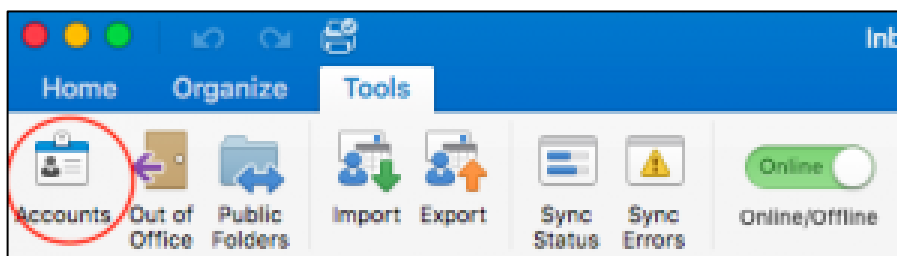 Inb
Home Organize Tools
Accounts Out of Office Public Folders Import Export Sync Status Sync Errors Online Online/Offline